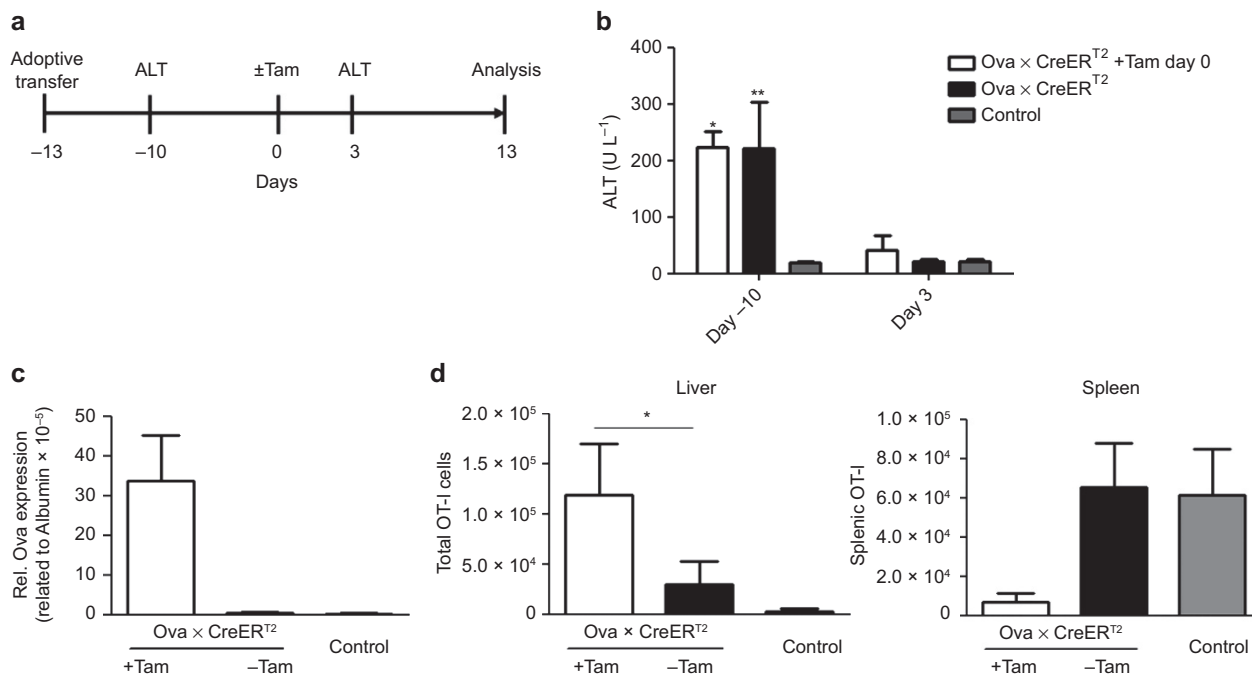 a
Adoptive
transfer
ALT
±Tam
ALT
Analysis
–13
–10
0
3
13
Days
b
ALT (U L⁻¹)
400
300
200
100
0
*
**
Day –10
Day 3
Ova × CreERᵀ² +Tam day 0
Ova × CreERᵀ²
Control
c
Rel. Ova expression
(related to Albumin × 10⁻⁵)
50
40
30
20
10
0
Ova × CreERᵀ²
+Tam
–Tam
Control
d
Liver
Total OT-I cells
2.0 × 10⁵
1.5 × 10⁵
1.0 × 10⁵
5.0 × 10⁴
0
*
Ova × CreERᵀ²
+Tam
–Tam
Control
Spleen
Splenic OT-I
1.0 × 10⁵
8.0 × 10⁴
6.0 × 10⁴
4.0 × 10⁴
2.0 × 10⁴
0
Ova × CreERᵀ²
+Tam
–Tam
Control